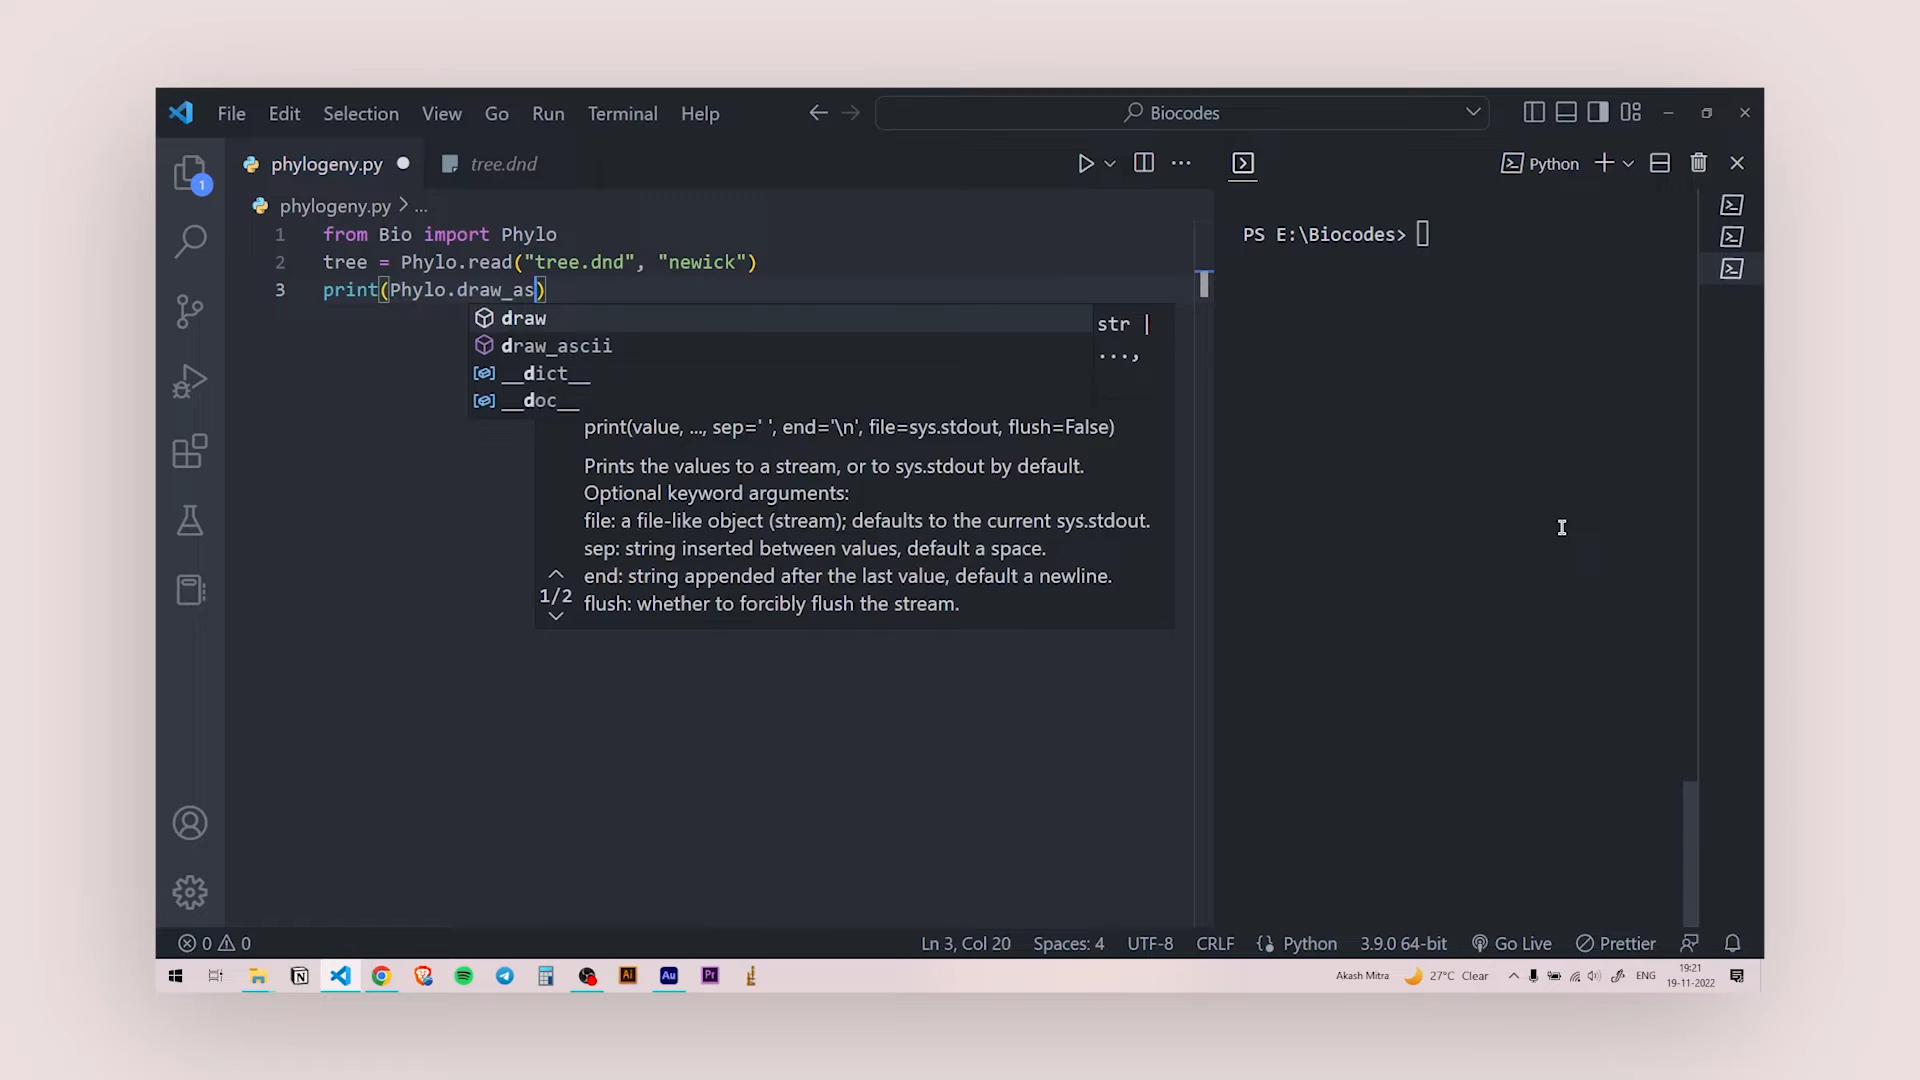 File Edit Selection View Go Run Terminal Help Biocodes
phylogeny.py tree.dnd
Python
1
phylogeny.py > ...
1 from Bio import Phylo
2 tree = Phylo.read("tree.dnd", "newick")
3 print(Phylo.draw_as)
PS E:\Biocodes>
draw
draw_ascii
__dict__
__doc__
str |
...,
print(value, ..., sep=' ', end='\n', file=sys.stdout, flush=False)
Prints the values to a stream, or to sys.stdout by default.
Optional keyword arguments:
file: a file-like object (stream); defaults to the current sys.stdout.
sep: string inserted between values, default a space.
end: string appended after the last value, default a newline.
1/2
flush: whether to forcibly flush the stream.
0 0 Ln 3, Col 20 Spaces: 4 UTF-8 CRLF Python 3.9.0 64-bit Go Live Prettier
Ai Au Pr
Akash Mitra 27°C Clear ENG 19:21
19-11-2022